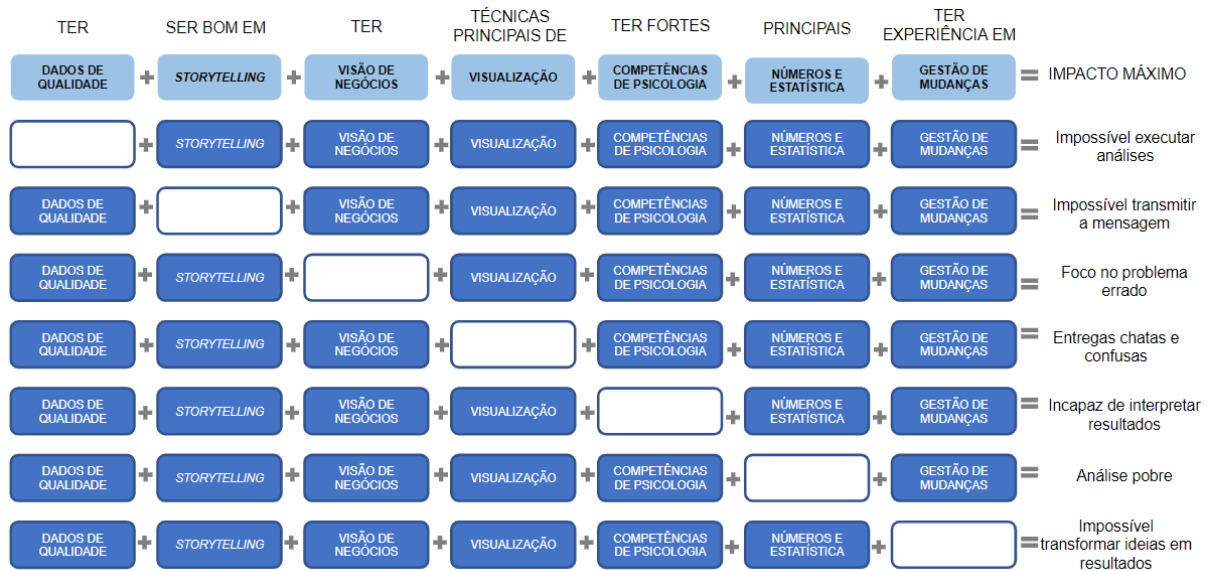 TER
SER BOM EM
TER
TÉCNICAS
PRINCIPAIS DE
TER FORTES
PRINCIPAIS
TER
EXPERIÊNCIA EM
DADOS DE
QUALIDADE
+
STORYTELLING
+
VISÃO DE
NEGÓCIOS
+
VISUALIZAÇÃO
+
COMPETÊNCIAS
DE PSICOLOGIA
+
NÚMEROS E
ESTATÍSTICA
+
GESTÃO DE
MUDANÇAS
=
IMPACTO MÁXIMO
+
STORYTELLING
+
VISÃO DE
NEGÓCIOS
+
VISUALIZAÇÃO
+
COMPETÊNCIAS
DE PSICOLOGIA
+
NÚMEROS E
ESTATÍSTICA
+
GESTÃO DE
MUDANÇAS
=
Impossível executar
análises
DADOS DE
QUALIDADE
+
+
VISÃO DE
NEGÓCIOS
+
VISUALIZAÇÃO
+
COMPETÊNCIAS
DE PSICOLOGIA
+
NÚMEROS E
ESTATÍSTICA
+
GESTÃO DE
MUDANÇAS
=
Impossível transmitir
a mensagem
DADOS DE
QUALIDADE
+
STORYTELLING
+
+
VISUALIZAÇÃO
+
COMPETÊNCIAS
DE PSICOLOGIA
+
NÚMEROS E
ESTATÍSTICA
+
GESTÃO DE
MUDANÇAS
=
Foco no problema
errado
DADOS DE
QUALIDADE
+
STORYTELLING
+
VISÃO DE
NEGÓCIOS
+
+
COMPETÊNCIAS
DE PSICOLOGIA
+
NÚMEROS E
ESTATÍSTICA
+
GESTÃO DE
MUDANÇAS
=
Entregas chatas e
confusas
DADOS DE
QUALIDADE
+
STORYTELLING
+
VISÃO DE
NEGÓCIOS
+
VISUALIZAÇÃO
+
+
NÚMEROS E
ESTATÍSTICA
+
GESTÃO DE
MUDANÇAS
=
Incapaz de interpretar
resultados
DADOS DE
QUALIDADE
+
STORYTELLING
+
VISÃO DE
NEGÓCIOS
+
VISUALIZAÇÃO
+
COMPETÊNCIAS
DE PSICOLOGIA
+
+
GESTÃO DE
MUDANÇAS
=
Análise pobre
DADOS DE
QUALIDADE
+
STORYTELLING
+
VISÃO DE
NEGÓCIOS
+
VISUALIZAÇÃO
+
COMPETÊNCIAS
DE PSICOLOGIA
+
NÚMEROS E
ESTATÍSTICA
+
=
Impossível
transformar ideias em
resultados